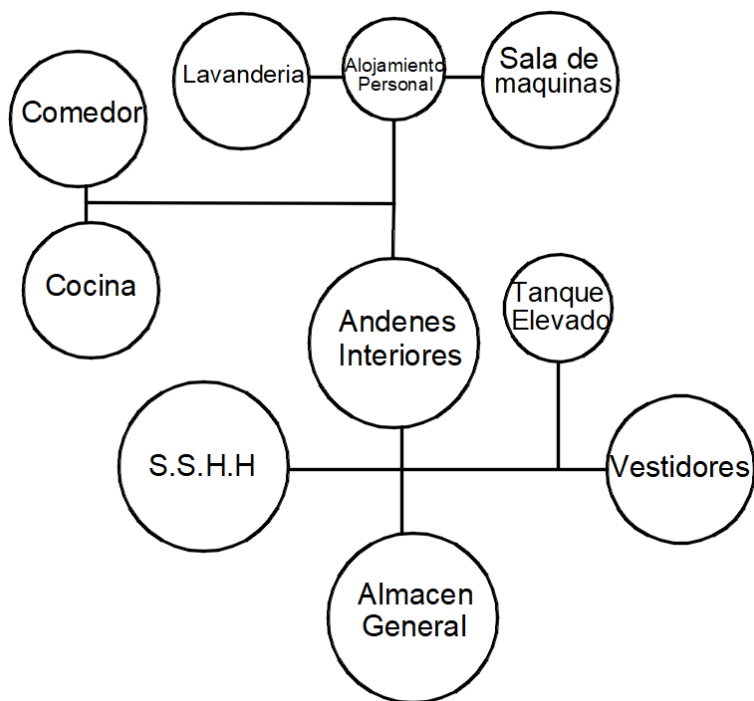 Lavanderia
Alojamiento
Personal
Sala de
maquinas
Comedor
Cocina
Andenes
Interiores
Tanque
Elevado
S.S.H.H
Vestidores
Almacen
General